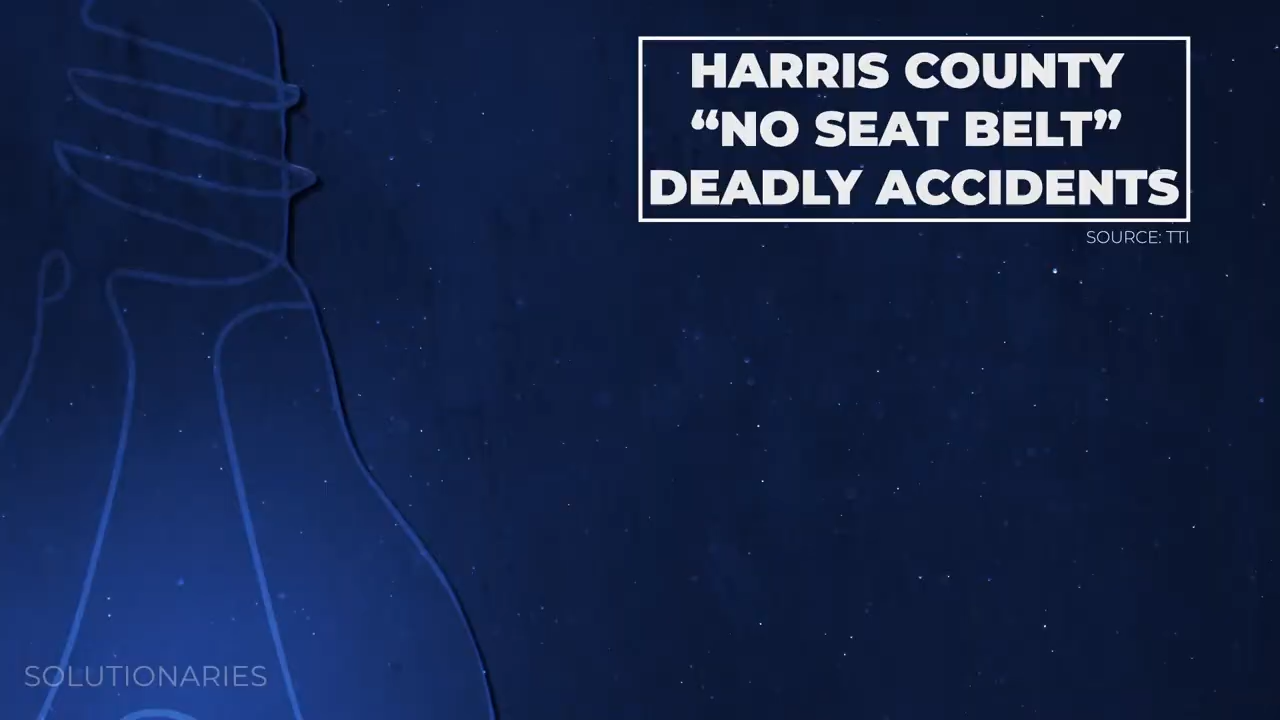 HARRIS COUNTY
“NO SEAT BELT”
DEADLY ACCIDENTS
SOURCE: TTI
SOLUTIONARIES